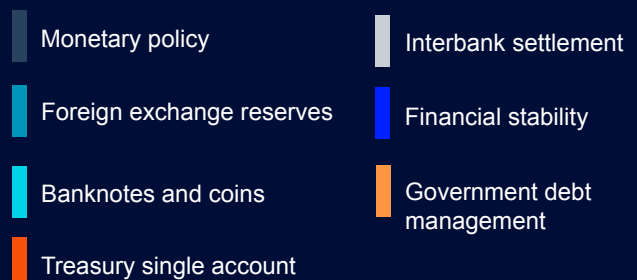 Monetary policy
Foreign exchange reserves
Banknotes and coins
Treasury single account
Interbank settlement
Financial stability
Government debt
management